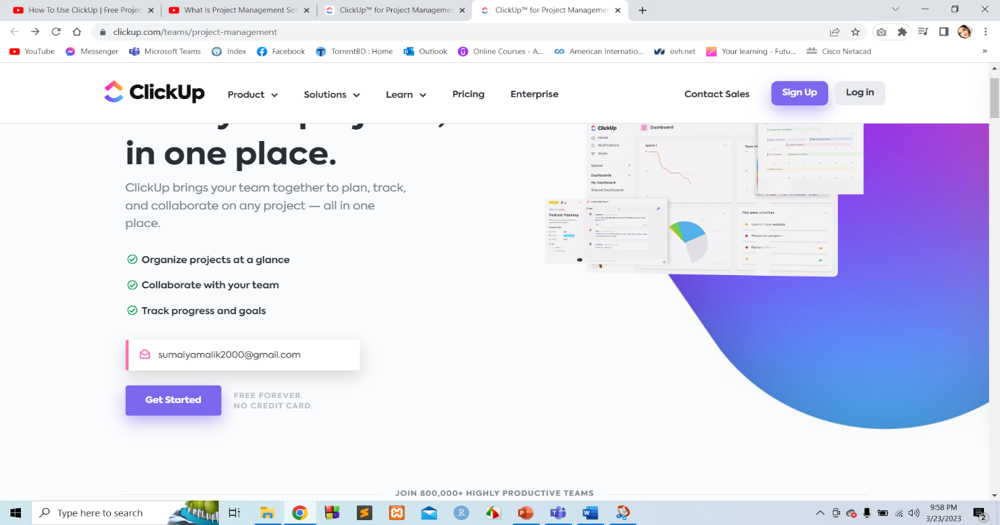 How To Use ClickUp | Free Projec
What Is Project Management Sof
ClickUp™ for Project Managemen
ClickUp™ for Project Managemen
clickup.com/teams/project-management
YouTube
Messenger
Microsoft Teams
Index
Facebook
TorrentBD : Home
Outlook
Online Courses - A...
American Internatio...
ovh.net
Your learning - Futu...
Cisco Netacad
»
ClickUp
Product
Solutions
Learn
Pricing
Enterprise
Contact Sales
Sign Up
Log in
in one place.
ClickUp brings your team together to plan, track,
and collaborate on any project — all in one
place.
Organize projects at a glance
Collaborate with your team
Track progress and goals
sumaiyamalik2000@gmail.com
Get Started
FREE FOREVER.
NO CREDIT CARD.
ClickUp
Home
Notifications
Goals
Spaces
Dashboards
My Dashboard
Shared Dashboards
Dashboard
Sprint 1
Podcast Planning
This week priorities
Launch new website
JOIN 800,000+ HIGHLY PRODUCTIVE TEAMS
Type here to search
9:58 PM
3/23/2023
2